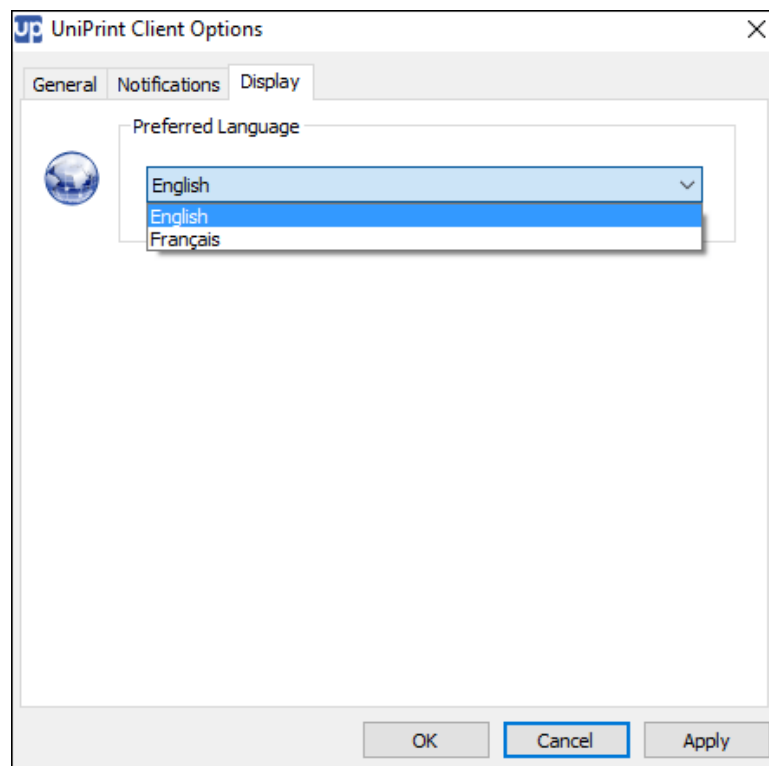 up UniPrint Client Options
General Notifications Display
Preferred Language
English
English
Français
OK Cancel Apply